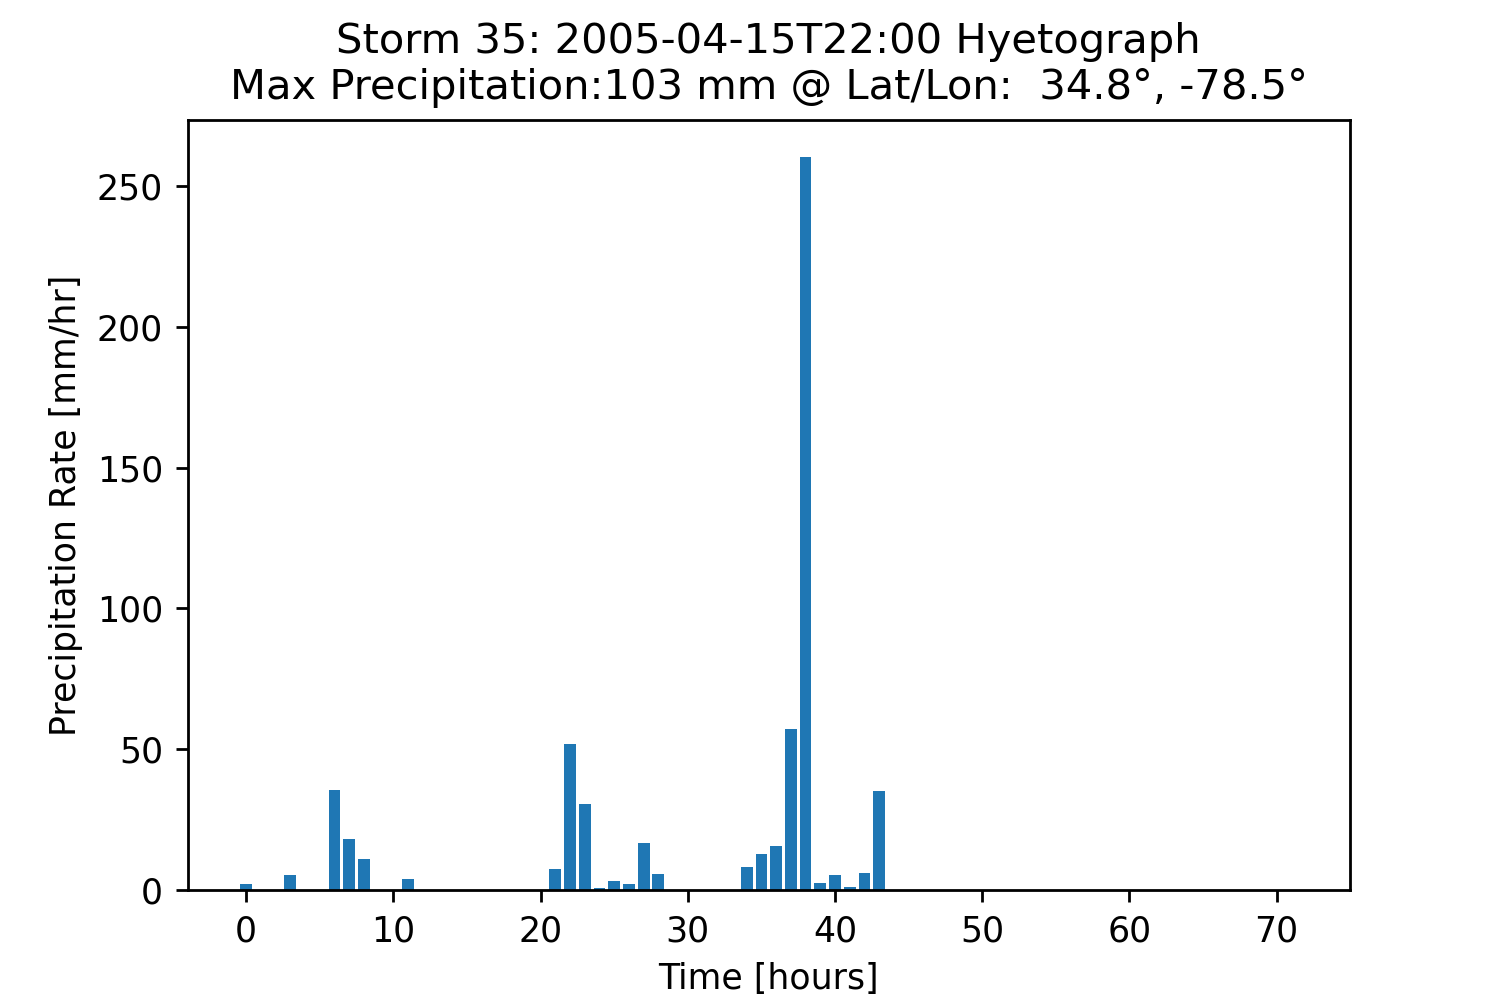 Storm 35: 2005-04-15T22:00 Hyetograph
Max Precipitation:103 mm @ Lat/Lon:  34.8°, -78.5°
Precipitation Rate [mm/hr]
250
200
150
100
50
0
0 10 20 30 40 50 60 70
Time [hours]